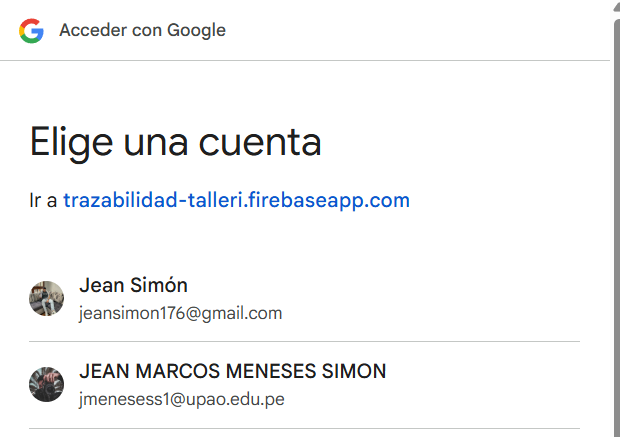 Acceder con Google
Elige una cuenta
Ir a trazabilidad-talleri.firebaseapp.com
Jean Simón
jeansimon176@gmail.com
JEAN MARCOS MENESES SIMON
jmenesess1@upao.edu.pe